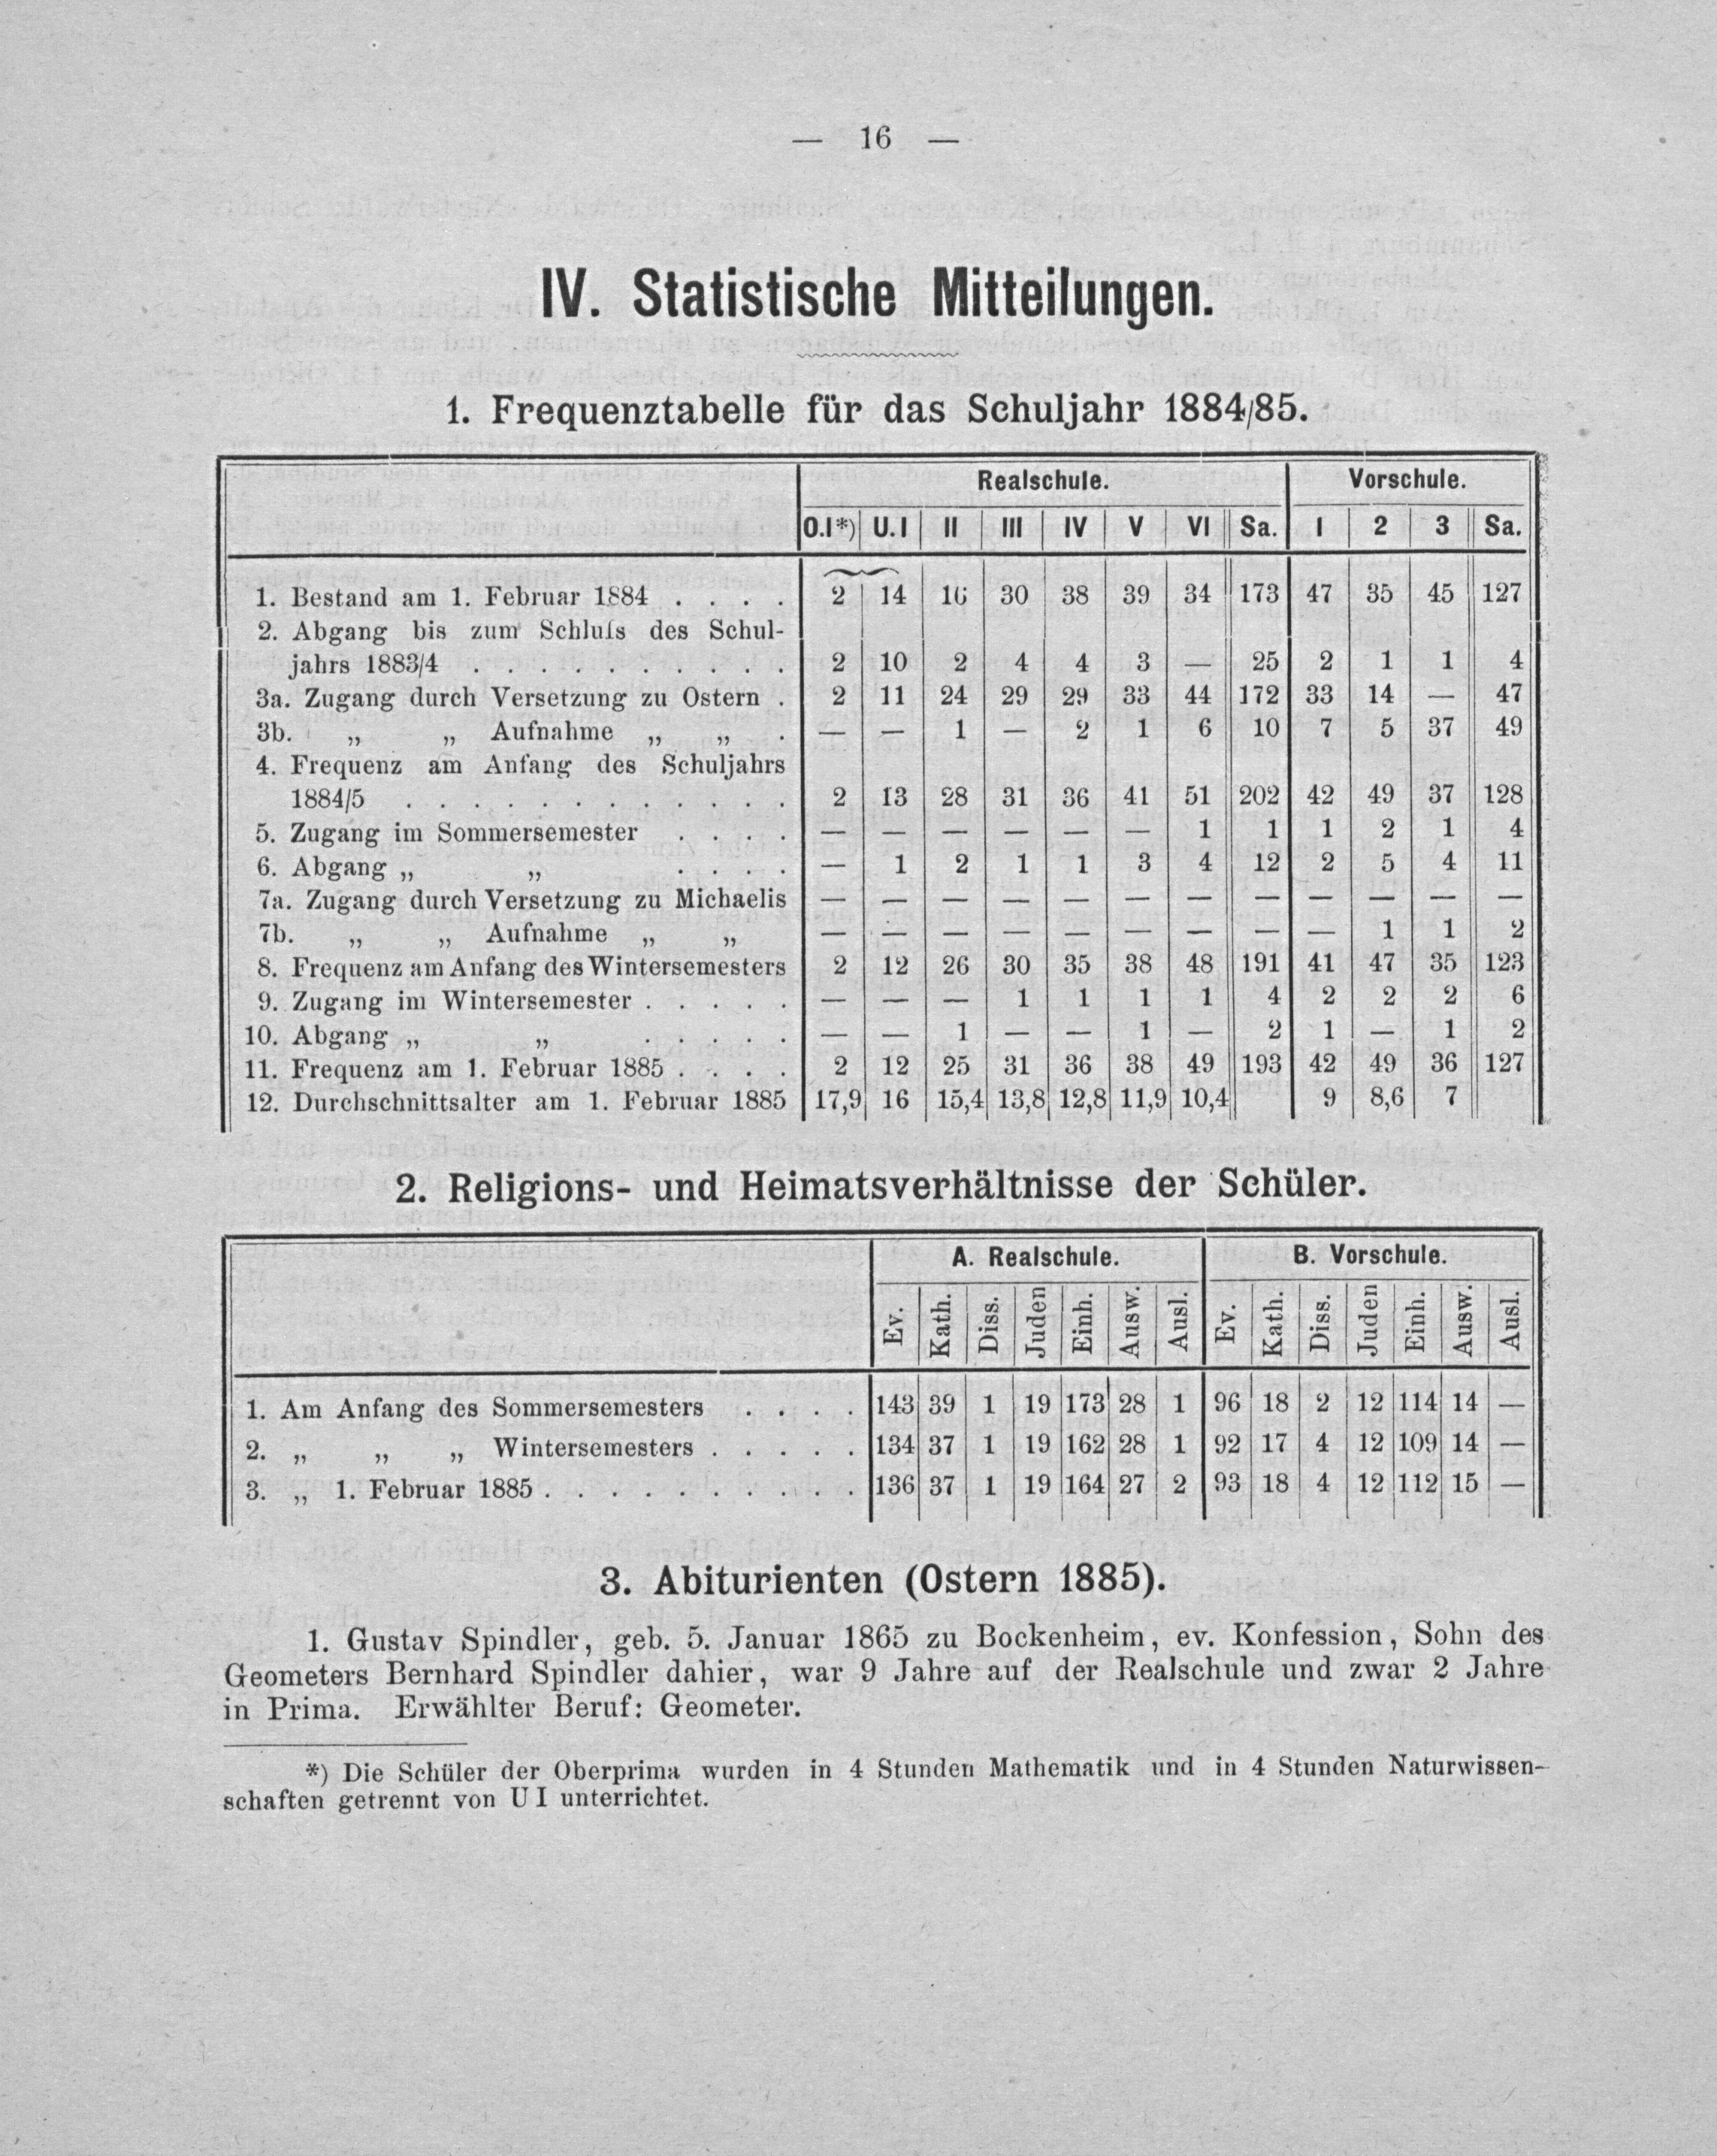 — 16 —
IV. Statistische Mitteilungen.
1. Frequenztabelle für das Schuljahr 1884/85.
Realschule. Vorschule.
O.I*) U.I II III IV V VI Sa. 1 2 3 Sa.
1. Bestand am 1. Februar 1884 . . . . 2 14 16 30 38 39 34 173 47 35 45 127
2. Abgang bis zum Schluſs des Schul-
jahrs 1883/4 . . . . . . . . . . 2 10 2 4 4 3 — 25 2 1 1 4
3a. Zugang durch Versetzung zu Ostern . 2 11 24 29 29 33 44 172 33 14 — 47
3b. „ „ Aufnahme „ „ . — — 1 — 2 1 6 10 7 5 37 49
4. Frequenz am Anfang des Schuljahrs
1884/5 . . . . . . . . . . . . 2 13 28 31 36 41 51 202 42 49 37 128
5. Zugang im Sommersemester . . . . — — — — — — 1 1 1 2 1 4
6. Abgang „ „ . . . . — 1 2 1 1 3 4 12 2 5 4 11
7a. Zugang durch Versetzung zu Michaelis — — — — — — — — — — — —
7b. „ „ Aufnahme „ „ — — — — — — — — — 1 1 2
8. Frequenz am Anfang des Wintersemesters 2 12 26 30 35 38 48 191 41 47 35 123
9. Zugang im Wintersemester . . . . . — — — 1 1 1 1 4 2 2 2 6
10. Abgang „ „ . . . . . — — 1 — — 1 — 2 1 — 1 2
11. Frequenz am 1. Februar 1885 . . . . 2 12 25 31 36 38 49 193 42 49 36 127
12. Durchschnittsalter am 1. Februar 1885 17,9 16 15,4 13,8 12,8 11,9 10,4 9 8,6 7
2. Religions- und Heimatsverhältnisse der Schüler.
A. Realschule. B. Vorschule.
Ev. Kath. Diss. Juden Einh. Ausw. Ausl. Ev. Kath. Diss. Juden Einh. Ausw. Ausl.
1. Am Anfang des Sommersemesters . . . . 143 39 1 19 173 28 1 96 18 2 12 114 14 —
2. „ „ „ Wintersemesters . . . . . 134 37 1 19 162 28 1 92 17 4 12 109 14 —
3. „ 1. Februar 1885 . . . . . . . . . . 136 37 1 19 164 27 2 93 18 4 12 112 15 —
3. Abiturienten (Ostern 1885).
1. Gustav Spindler, geb. 5. Januar 1865 zu Bockenheim, ev. Konfession, Sohn des
Geometers Bernhard Spindler dahier, war 9 Jahre auf der Realschule und zwar 2 Jahre
in Prima. Erwählter Beruf: Geometer.
*) Die Schüler der Oberprima wurden in 4 Stunden Mathematik und in 4 Stunden Naturwissen-
schaften getrennt von U I unterrichtet.